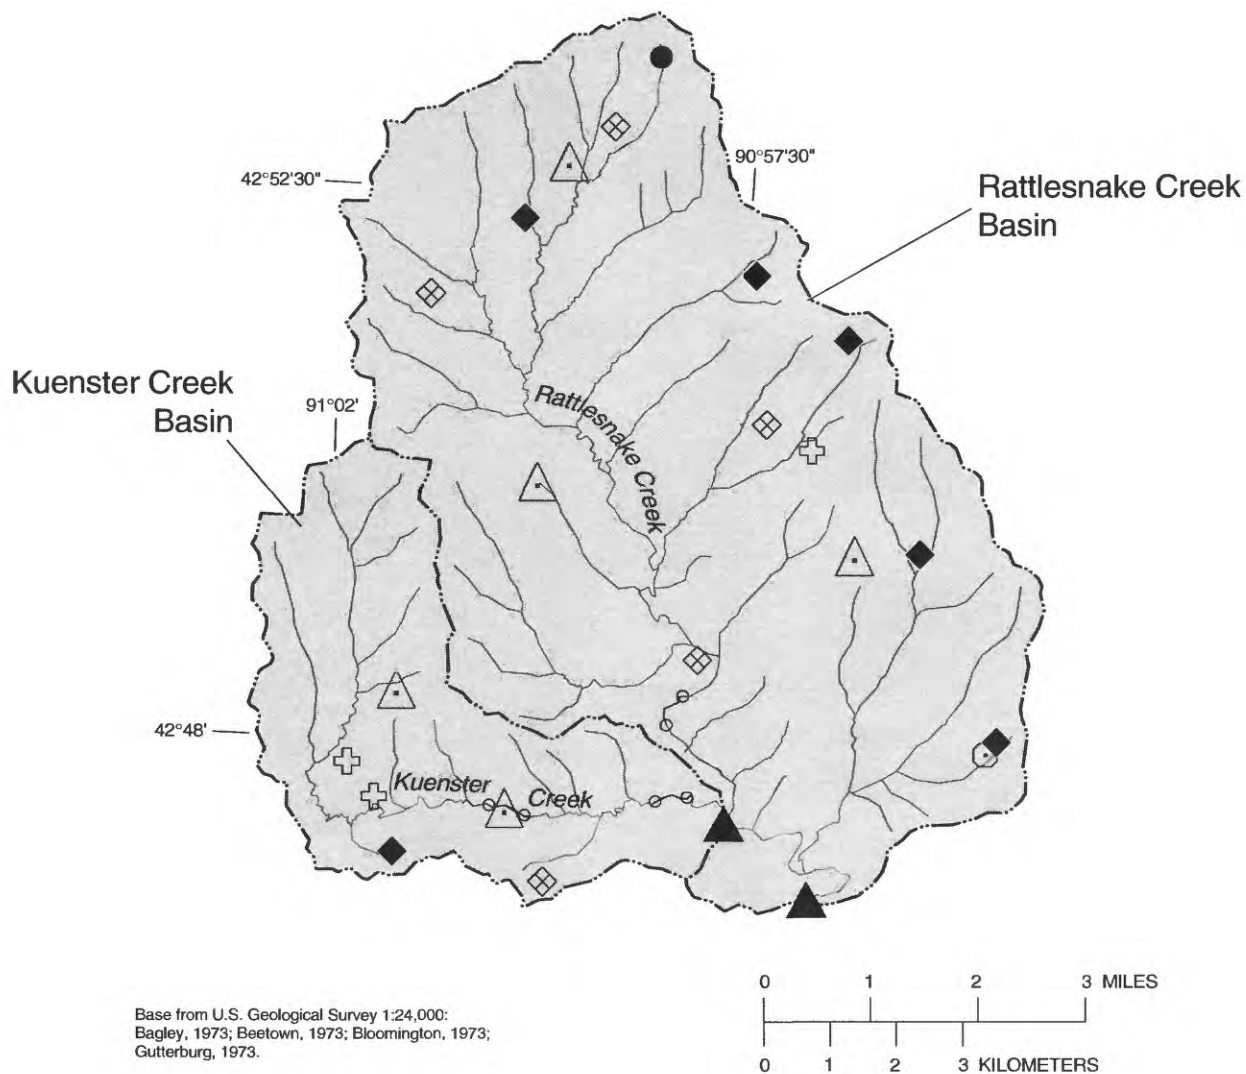 90°57'30"
42°52'30"
Rattlesnake Creek
Basin
Kuenster Creek
Basin
91°02'
Rattlesnake Creek
42°48'
Kuenster Creek
0 1 2 3 MILES
Base from U.S. Geological Survey 1:24,000:
Bagley, 1973; Beetown, 1973; Bloomington, 1973;
Gutterburg, 1973.
0 1 2 3 KILOMETERS